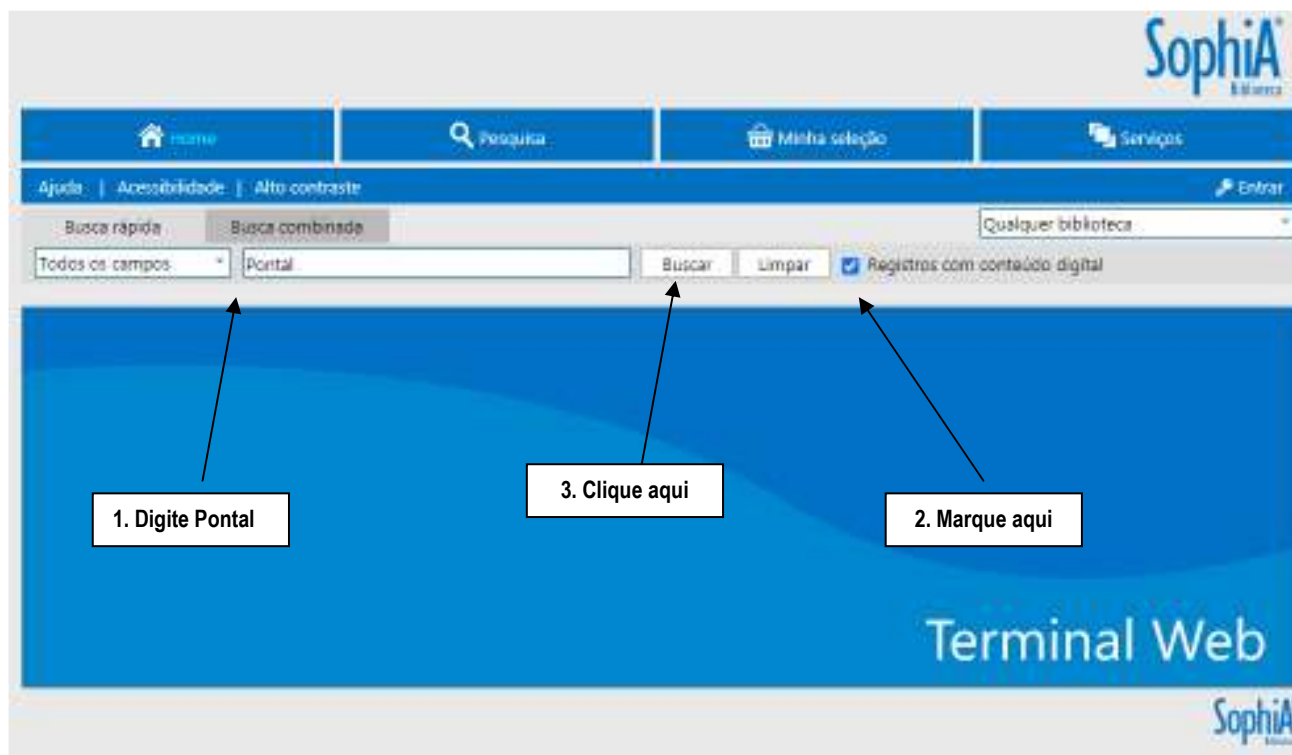 SophiA
Biblioteca
Home
Pesquisa
Minha seleção
Serviços
Ajuda | Acessibilidade | Alto contraste
Entrar
Busca rápida
Busca combinada
Qualquer biblioteca
Todos os campos
Pontal
Buscar
Limpar
Registros com conteúdo digital
1. Digite Pontal
3. Clique aqui
2. Marque aqui
Terminal Web
SophiA